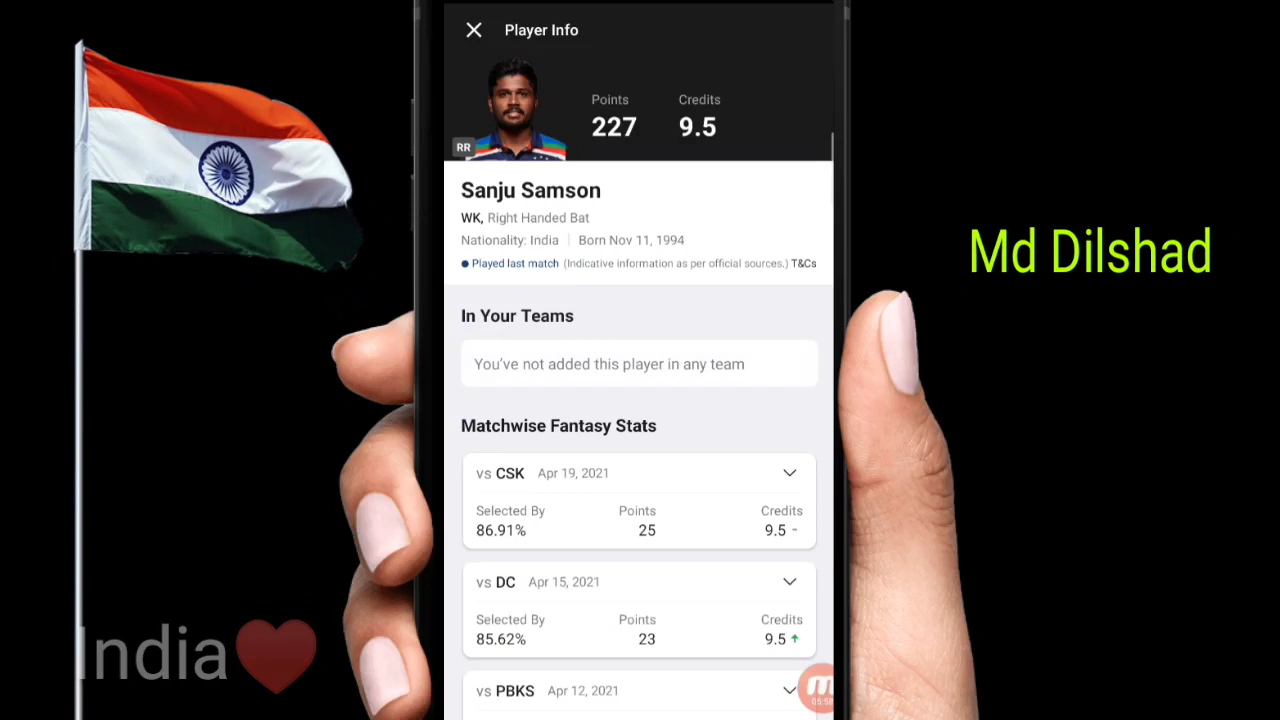 Player Info
Points Credits
227 9.5
RR
Sanju Samson
WK, Right Handed Bat
Nationality: India | Born Nov 11, 1994
Played last match (Indicative information as per official sources.) T&Cs
In Your Teams
You've not added this player in any team
Matchwise Fantasy Stats
vs CSK Apr 19, 2021
Selected By Points Credits
86.91% 25 9.5 -
vs DC Apr 15, 2021
Selected By Points Credits
85.62% 23 9.5
vs PBKS Apr 12, 2021
05:58
Md Dilshad
India